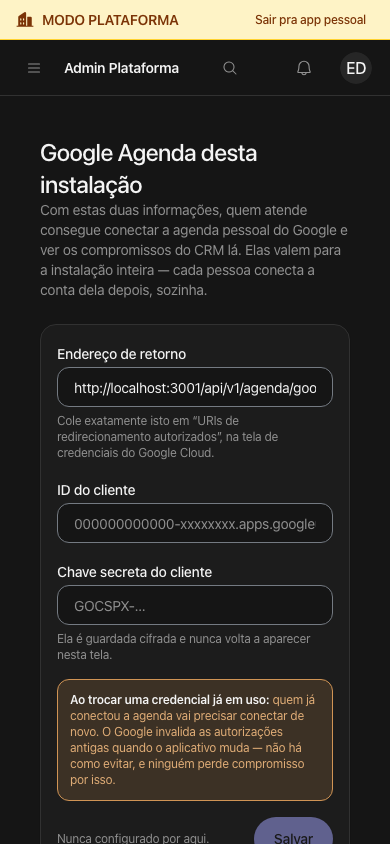 MODO PLATAFORMA
Sair pra app pessoal
Admin Plataforma
ED
Google Agenda desta
instalação
Com estas duas informações, quem atende
consegue conectar a agenda pessoal do Google e
ver os compromissos do CRM lá. Elas valem para
a instalação inteira — cada pessoa conecta a
conta dela depois, sozinha.
Endereço de retorno
http://localhost:3001/api/v1/agenda/goo
Cole exatamente isto em “URIs de
redirecionamento autorizados”, na tela de
credenciais do Google Cloud.
ID do cliente
000000000000-xxxxxxxx.apps.google
Chave secreta do cliente
GOCSPX-...
Ela é guardada cifrada e nunca volta a aparecer
nesta tela.
Ao trocar uma credencial já em uso: quem já
conectou a agenda vai precisar conectar de
novo. O Google invalida as autorizações
antigas quando o aplicativo muda — não há
como evitar, e ninguém perde compromisso
por isso.
Nunca configurado por aqui.
Salvar